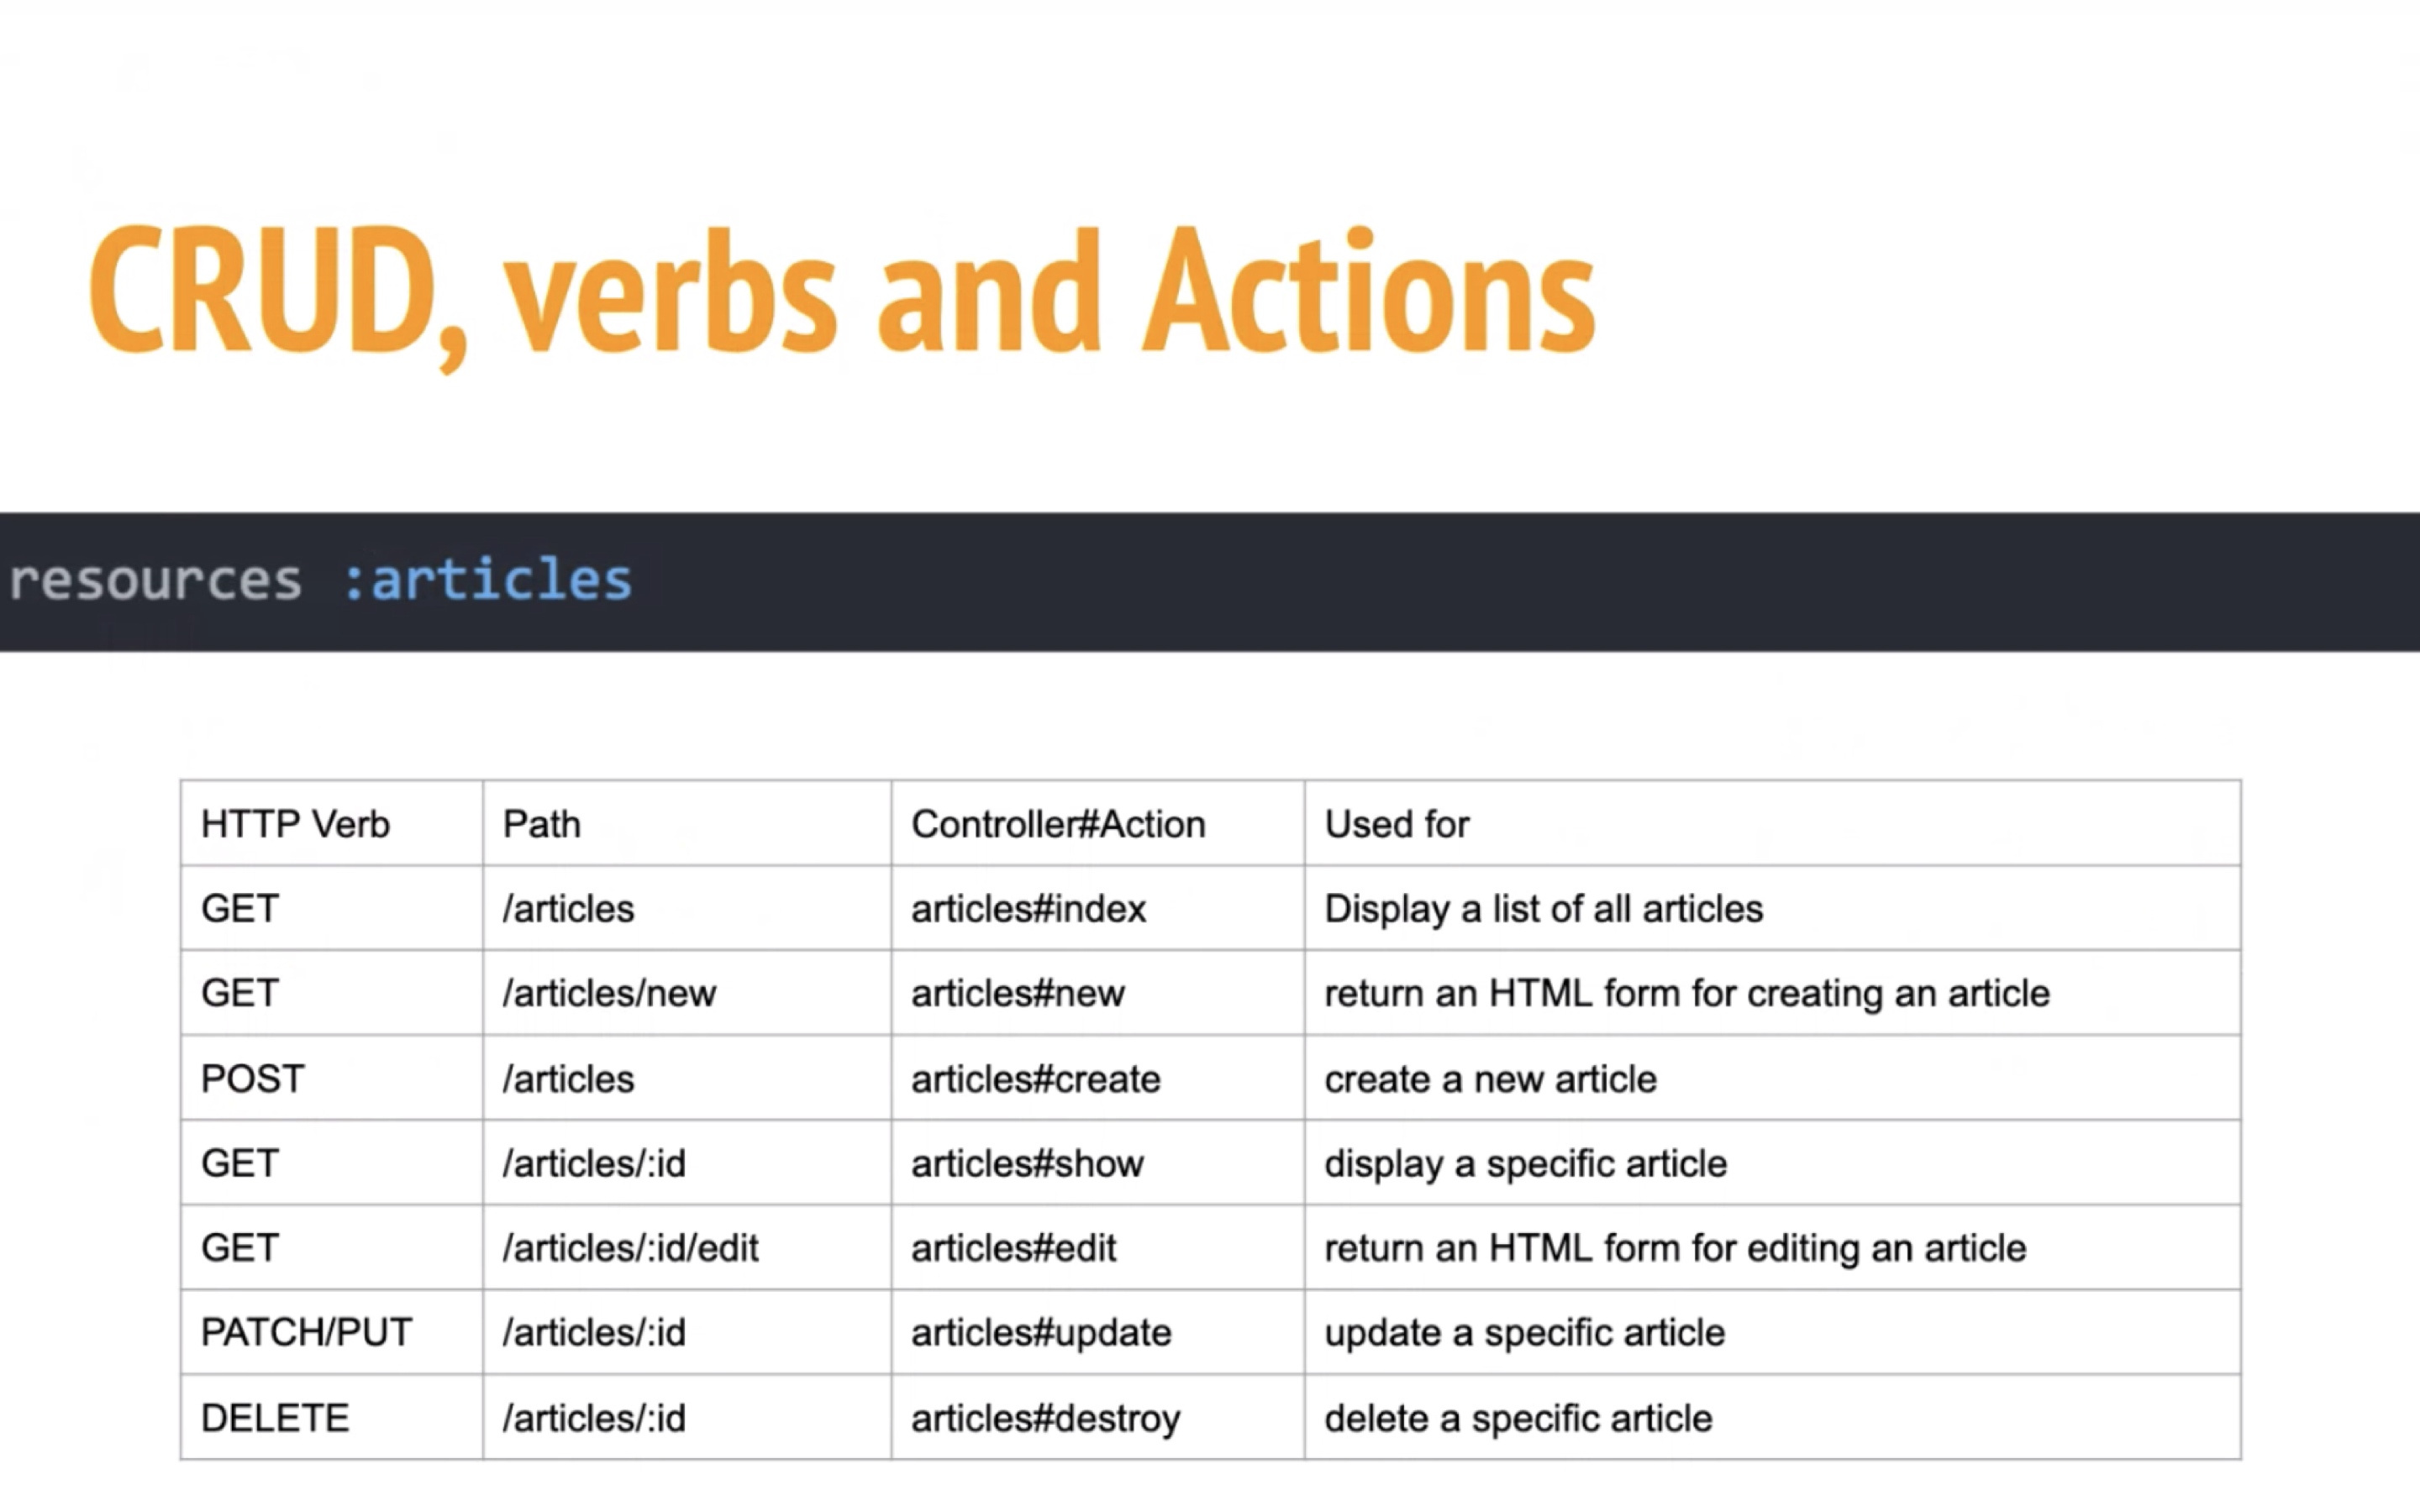 CRUD, verbs and Actions
resources :articles
HTTP Verb Path Controller#Action Used for
GET /articles articles#index Display a list of all articles
GET /articles/new articles#new return an HTML form for creating an article
POST /articles articles#create create a new article
GET /articles/:id articles#show display a specific article
GET /articles/:id/edit articles#edit return an HTML form for editing an article
PATCH/PUT /articles/:id articles#update update a specific article
DELETE /articles/:id articles#destroy delete a specific article